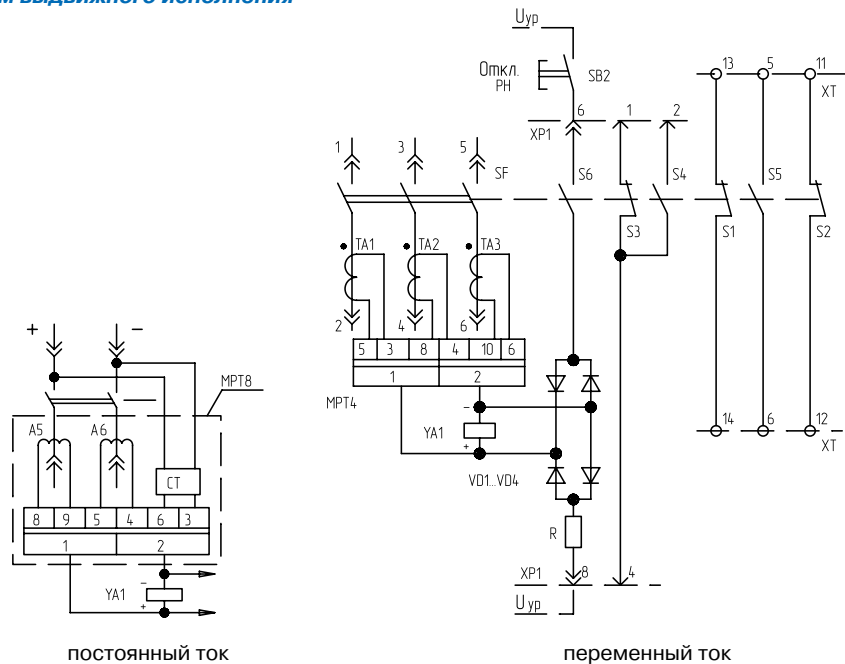 выдвижного исполнения
Uур
Откл.
РН
SB2
6 1 2
XP1
13 5 11
XT
1 3 5
SF
S6
S4
S5
S3
S1
S2
TA1 TA2 TA3
2 4 6
5 3 8 4 10 6
1 2
МРТ4
YA1
-
+
VD1...VD4
R
XP1 8 4
Uур
14 6 12
XT
+ -
МРТ8
A5 A6
СТ
8 9 5 4 6 3
1 2
YA1
-
+
постоянный ток
переменный ток